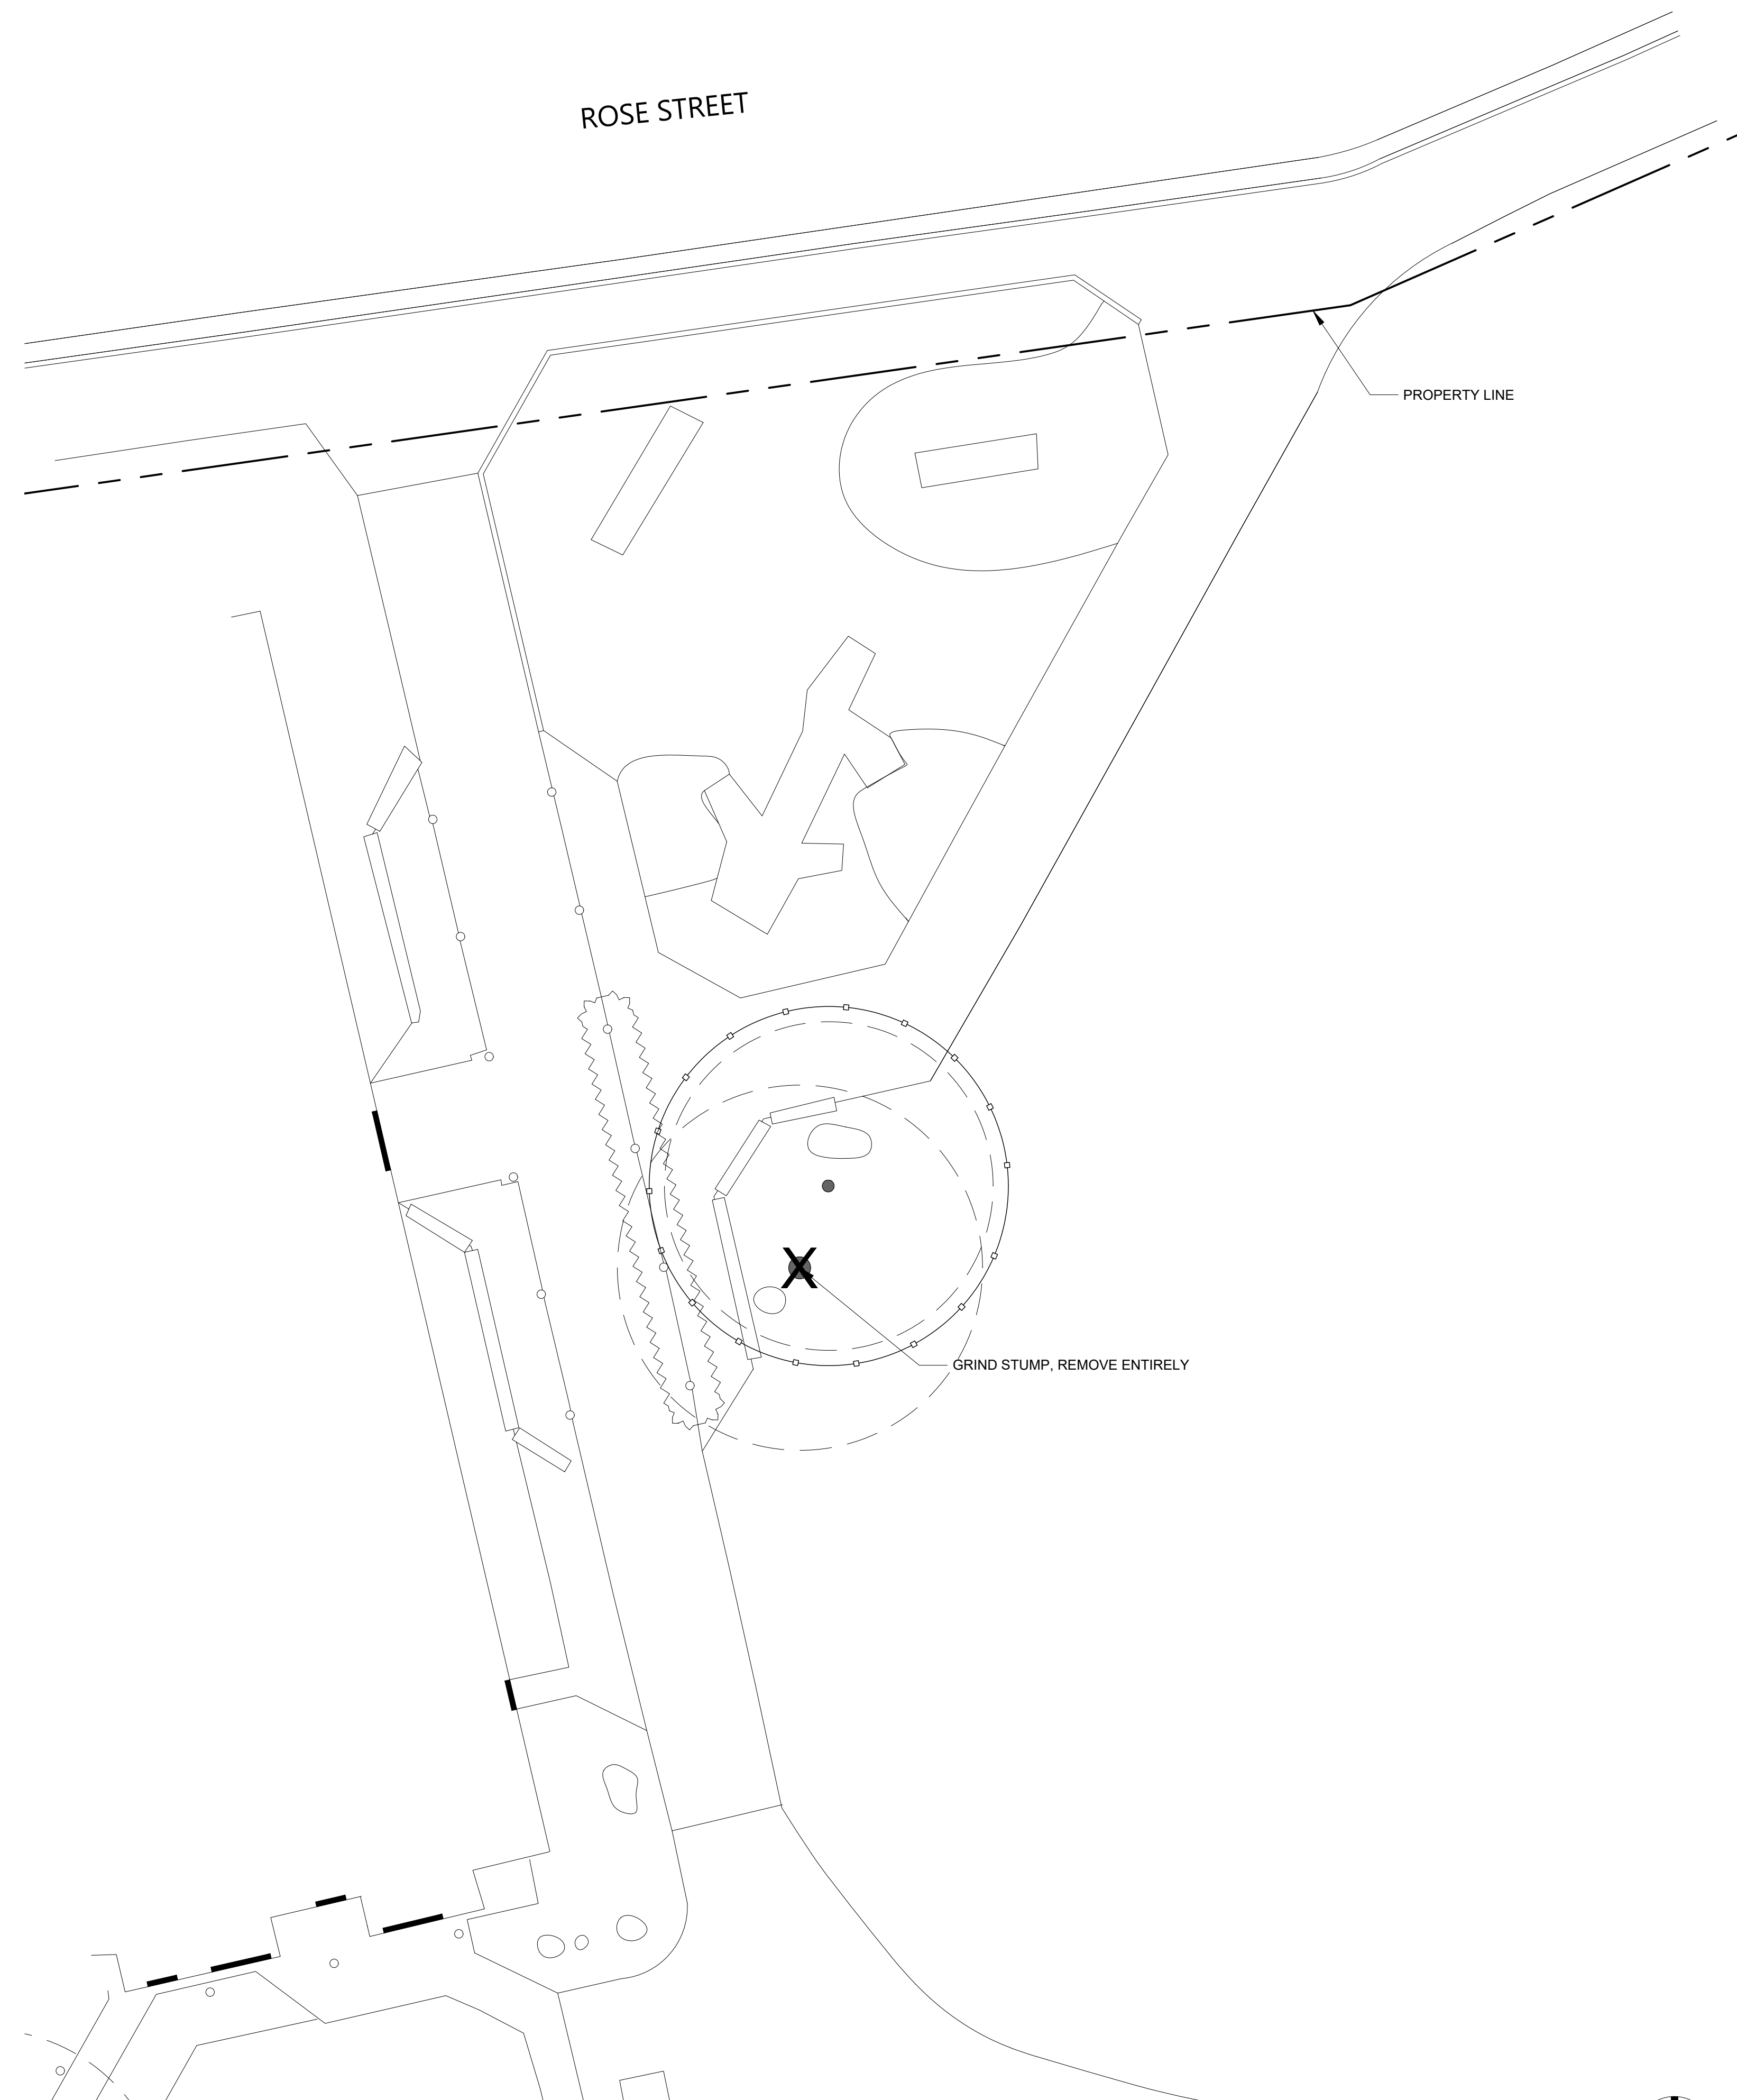 ROSE STREET
PROPERTY LINE
X
GRIND STUMP, REMOVE ENTIRELY